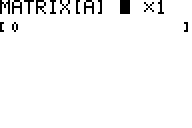 MATRIX[A] █ ×1
[ 0 ]